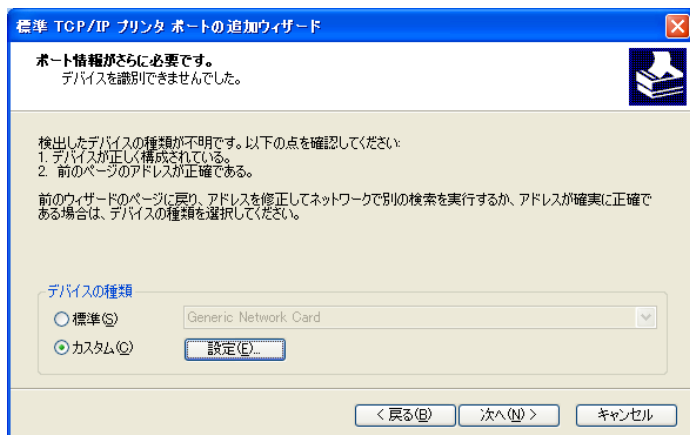 標準 TCP/IP プリンタ ポートの追加ウィザード
ポート情報がさらに必要です。
デバイスを識別できませんでした。
検出したデバイスの種類が不明です。以下の点を確認してください:
1. デバイスが正しく構成されている。
2. 前のページのアドレスが正確である。
前のウィザードのページに戻り、アドレスを修正してネットワークで別の検索を実行するか、アドレスが確実に正確で
ある場合は、デバイスの種類を選択してください。
デバイスの種類
標準(S)
Generic Network Card
カスタム(C)
設定(E)...
< 戻る(B)
次へ(N) >
キャンセル